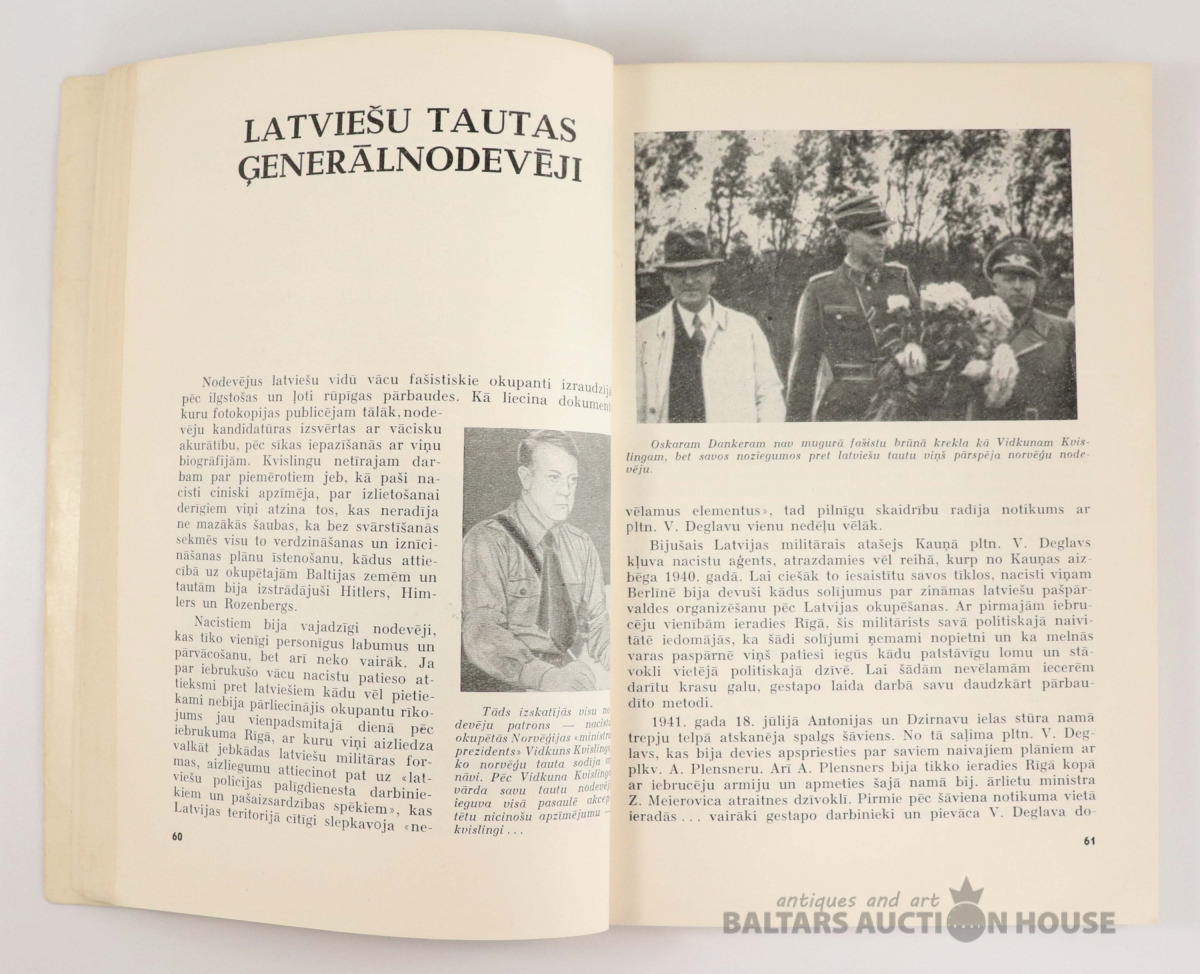 LATVIEŠU TAUTAS
ĢENERĀLNODEVĒJI
Nodevējus latviešu vidū vācu fašistiskie okupanti izraudzīja
pēc ilgstošas un ļoti rūpīgas pārbaudes. Kā liecina dokumenti
kuru fotokopijas publicējam tālāk, node-
vēju kandidatūras izsvērtas ar vācisku
akurātību, pēc sīkas iepazīšanās ar viņu
biogrāfijām. Kvislingu netīrajam dar-
bam par piemērotiem jeb, kā paši na-
cisti ciniski apzīmēja, par izlietošanai
derīgiem viņi atzina tos, kas neradīja
ne mazākās šaubas, ka bez svārstīšanās
sekmēs visu to verdzināšanas un iznīci-
nāšanas plānu īstenošanu, kādus attie-
cībā uz okupētajām Baltijas zemēm un
tautām bija izstrādājuši Hitlers, Him-
lers un Rozenbergs.
Nacistiem bija vajadzīgi nodevēji,
kas tīko vienīgi personīgus labumus un
pārvācošanu, bet arī neko vairāk. Ja
par iebrukušo vācu nacistu patieso at-
tieksmi pret latviešiem kādu vēl pietie-
kami nebija pārliecinājis okupantu rīko-
jums jau vienpadsmitajā dienā pēc
iebrukuma Rīgā, ar kuru viņi aizliedza
valkāt jebkādas latviešu militāras for-
mas, aizliegumu attiecinot pat uz «lat-
viešu policijas palīgdienesta darbinie-
kiem un pašaizsardzības spēkiem», kas
Latvijas teritorijā cītīgi slepkavoja «ne-
Tāds izskatījās visu no-
devēju patrons — nacistu
okupētās Norvēģijas «ministru
prezidents» Vidkuns Kvislings,
ko norvēģu tauta sodīja ar
nāvi. Pēc Vidkuna Kvislinga
vārda savu tautu nodevēji
ieguva visā pasaulē akcep-
tētu nicinošu apzīmējumu —
kvislingi . . .
60
Oskaram Dankeram nav mugurā fašistu brūnā krekla kā Vidkunam Kvis-
lingam, bet savos noziegumos pret latviešu tautu viņš pārspēja norvēģu node-
vēju.
vēlamus elementus», tad pilnīgu skaidrību radīja notikums ar
pltn. V. Deglavu vienu nedēļu vēlāk.
Bijušais Latvijas militārais atašejs Kauņā pltn. V. Deglavs
kļuva nacistu aģents, atrazdamies vēl reihā, kurp no Kauņas aiz-
bēga 1940. gadā. Lai ciešāk to iesaistītu savos tīklos, nacisti viņam
Berlīnē bija devuši kādus solījumus par zināmas latviešu pašpār-
valdes organizēšanu pēc Latvijas okupēšanas. Ar pirmajām iebru-
cēju vienībām ieradies Rīgā, šis militārists savā politiskajā naivi-
tātē iedomājās, ka šādi solījumi ņemami nopietni un ka melnās
varas paspārnē viņš patiesi iegūs kādu patstāvīgu lomu un stā-
vokli vietējā politiskajā dzīvē. Lai šādām nevēlamām iecerēm
darītu krasu galu, gestapo laida darbā savu daudzkārt pārbau-
dīto metodi.
1941. gada 18. jūlijā Antonijas un Dzirnavu ielas stūra namā
trepju telpā atskanēja spalgs šāviens. No tā saļima pltn. V. Deg-
lavs, kas bija devies apspriesties par saviem naivajiem plāniem ar
plkv. A. Plensneru. Arī A. Plensners bija tikko ieradies Rīgā kopā
ar iebrucēju armiju un apmeties šajā namā bij. ārlietu ministra
Z. Meierovica atraitnes dzīvoklī. Pirmie pēc šāviena notikuma vietā
ieradās . . . vairāki gestapo darbinieki un pievāca V. Deglava do-
61
antiques and art
BALTARS AUCTION HOUSE